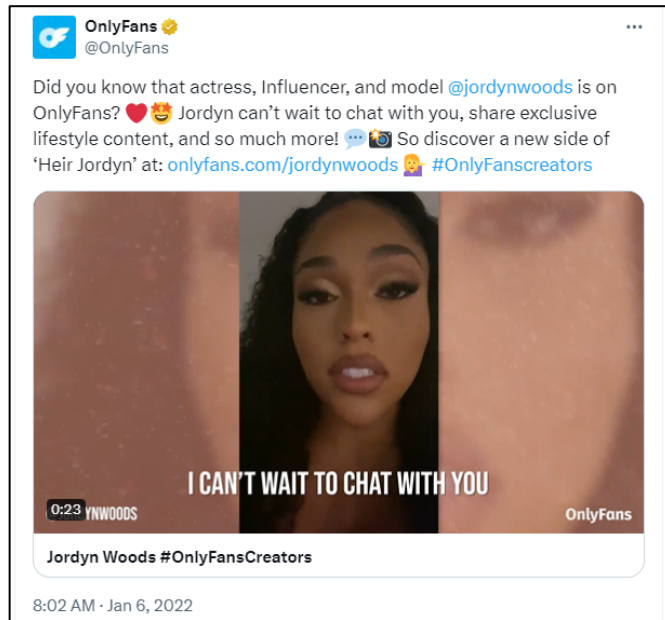 OnlyFans
@OnlyFans
Did you know that actress, Influencer, and model @jordynwoods is on
OnlyFans? ❤️🤩 Jordyn can’t wait to chat with you, share exclusive
lifestyle content, and so much more! 💬📸 So discover a new side of
‘Heir Jordyn’ at: onlyfans.com/jordynwoods 💁‍♀️ #OnlyFanscreators
I CAN’T WAIT TO CHAT WITH YOU
0:23
OnlyFans
Jordyn Woods #OnlyFansCreators
8:02 AM · Jan 6, 2022